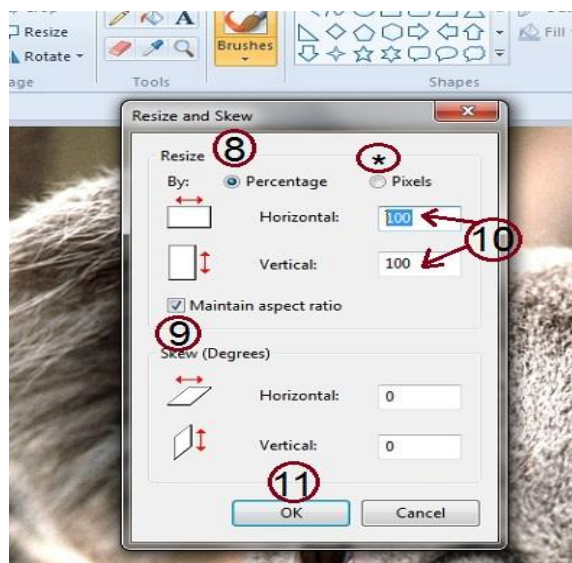 Resize
Rotate
A
Brushes
Fill
Tools
Shapes
Resize and Skew
8
Resize
*
By: Percentage Pixels
Horizontal: 100
10
Vertical: 100
Maintain aspect ratio
9
Skew (Degrees)
Horizontal: 0
Vertical: 0
11
OK Cancel